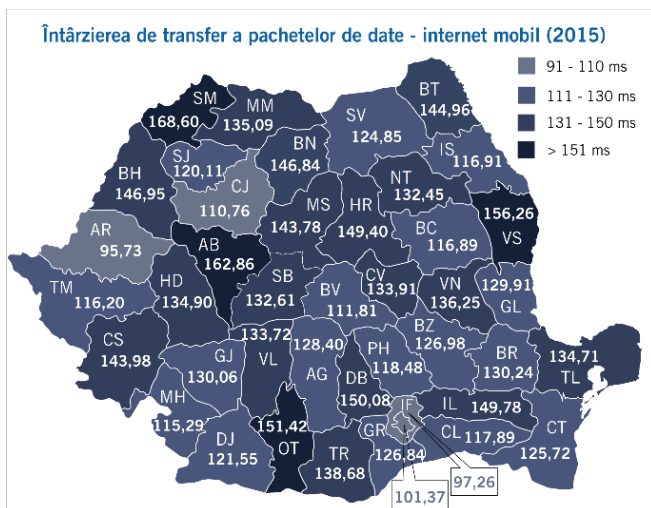 Întârzierea de transfer a pachetelor de date - internet mobil (2015)
91 - 110 ms
111 - 130 ms
131 - 150 ms
> 151 ms
SM
168,60
MM
135,09
SV
124,85
BT
144,96
SJ
120,11
BN
146,84
IS
116,91
BH
146,95
CJ
110,76
NT
132,45
MS
143,78
HR
149,40
156,26
VS
AR
95,73
AB
162,86
BC
116,89
TM
116,20
HD
134,90
SB
132,61
BV
111,81
CV
133,91
VN
136,25
129,91
GL
CS
143,98
GJ
130,06
133,72
VL
128,40
AG
PH
118,48
BZ
126,98
BR
130,24
134,71
TL
DB
150,08
MH
115,29
151,42
OT
IF
IL
149,78
DJ
121,55
TR
138,68
GR
126,84
CL
117,89
CT
125,72
97,26
101,37